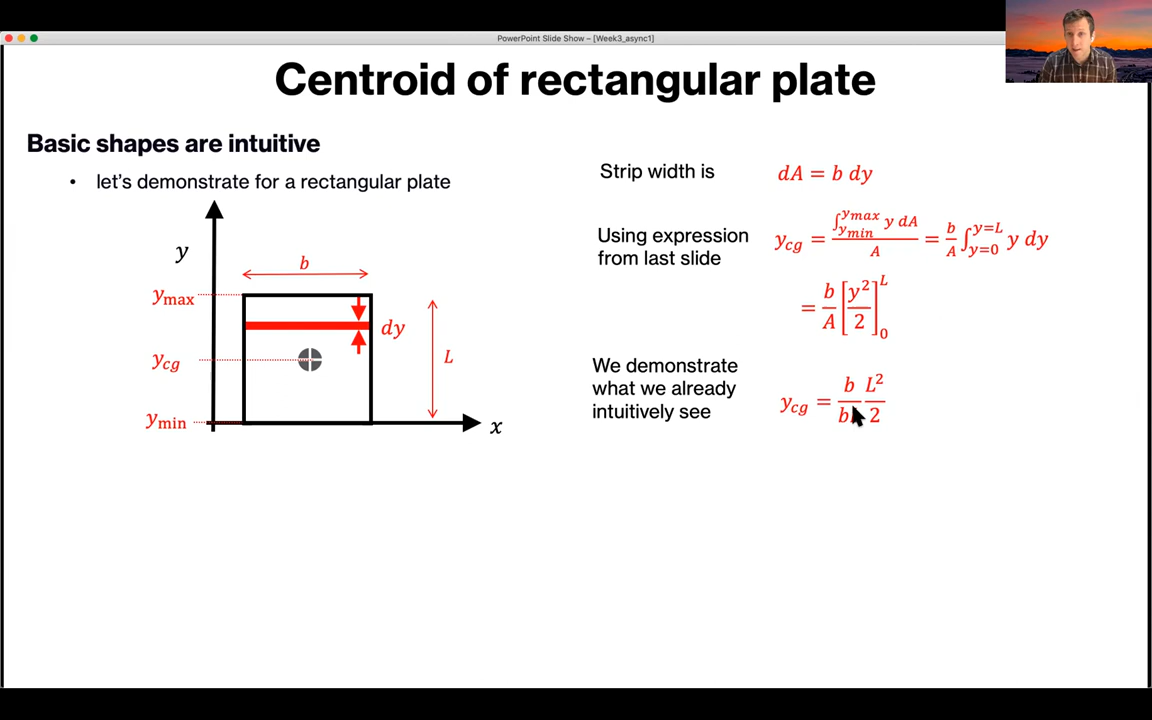 PowerPoint Slide Show – [Week3_async1]
Centroid of rectangular plate
Basic shapes are intuitive
• let's demonstrate for a rectangular plate
y
b
y_max
dy
y_cg
L
y_min
x
Strip width is dA = b dy
Using expression
from last slide
y_cg = ∫_{ymin}^{ymax} y dA / A = b/A ∫_{y=0}^{y=L} y dy
= b/A [y²/2]_0^L
We demonstrate
what we already
intuitively see
y_cg = b/b L²/2